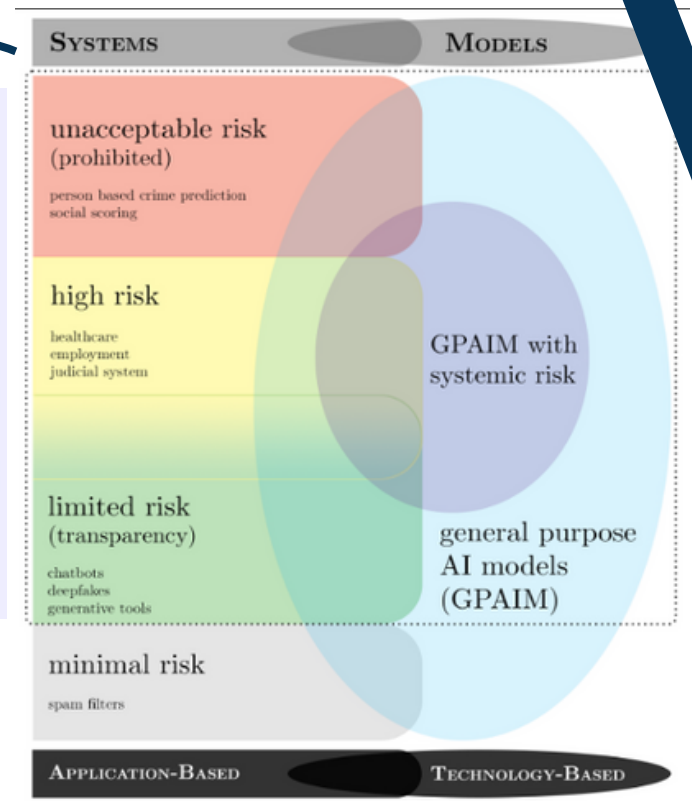 SYSTEMS
MODELS
unacceptable risk
(prohibited)
person based crime prediction
social scoring
high risk
healthcare
employment
judicial system
GPAIM with
systemic risk
limited risk
(transparency)
chatbots
deepfakes
generative tools
general purpose
AI models
(GPAIM)
minimal risk
spam filters
APPLICATION-BASED
TECHNOLOGY-BASED